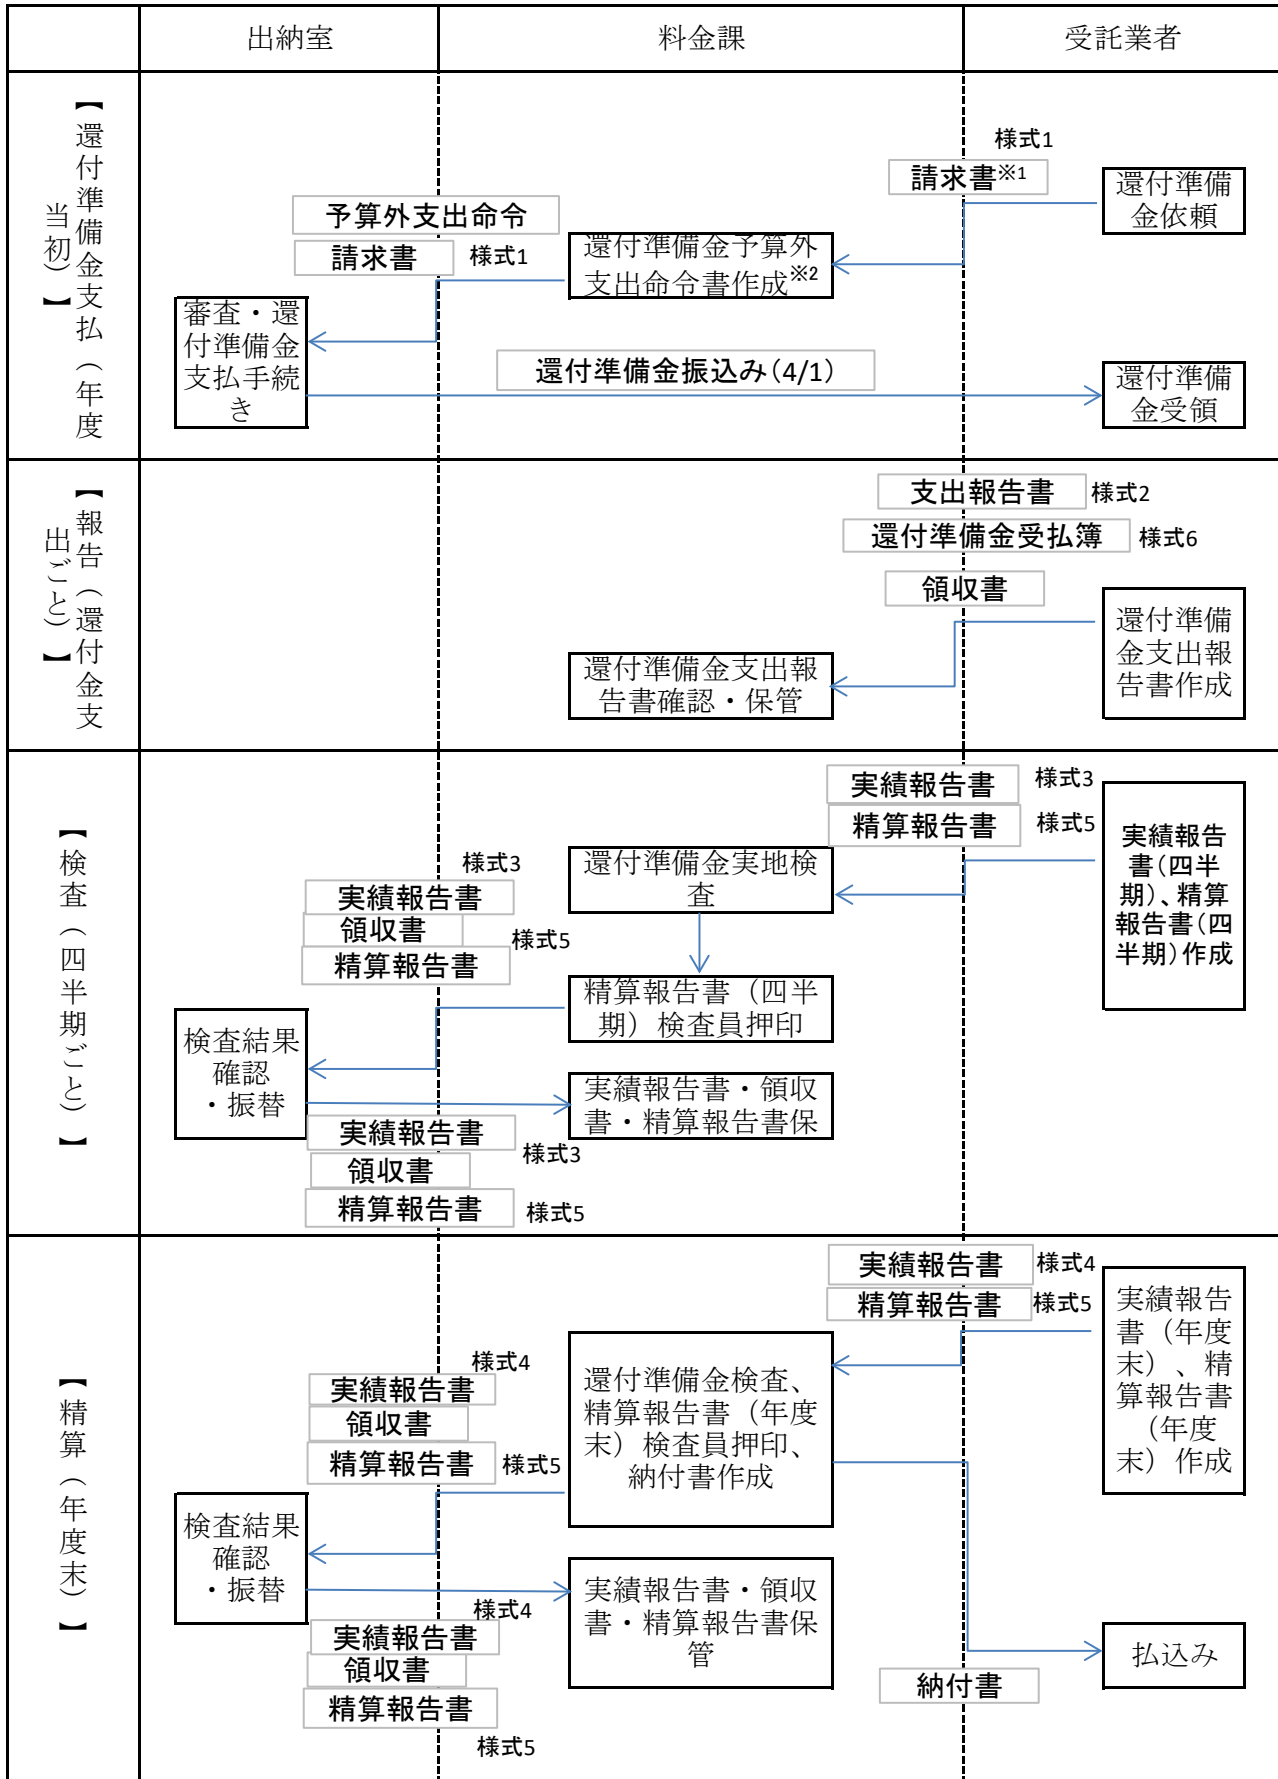 出納室
料金課
受託業者
【還付準備金支払（年度
当初）】
様式1
請求書※1
還付準備
金依頼
予算外支出命令
請求書
様式1
還付準備金予算外
支出命令書作成※2
審査・還
付準備金
支払手続
き
還付準備金振込み（4/1）
還付準備
金受領
【報告（還付金支
出ごと）】
支出報告書
様式2
還付準備金受払簿
様式6
領収書
還付準備
金支出報
告書作成
還付準備金支出報
告書確認・保管
【検査（四半期ごと）】
実績報告書
様式3
精算報告書
様式5
実績報告
書（四半
期）、精算
報告書（四
半期）作成
還付準備金実地検
査
様式3
実績報告書
領収書
様式5
精算報告書
精算報告書（四半
期）検査員押印
検査結果
確認
・振替
実績報告書・領収
書・精算報告書保
実績報告書
様式3
領収書
精算報告書
様式5
【精算（年度末）】
実績報告書
様式4
精算報告書
様式5
実績報告
書（年度
末）、精
算報告書
（年度
末）作成
還付準備金検査、
精算報告書（年度
末）検査員押印、
納付書作成
様式4
実績報告書
領収書
精算報告書
様式5
検査結果
確認
・振替
実績報告書・領収
書・精算報告書保
管
様式4
実績報告書
領収書
精算報告書
様式5
払込み
納付書